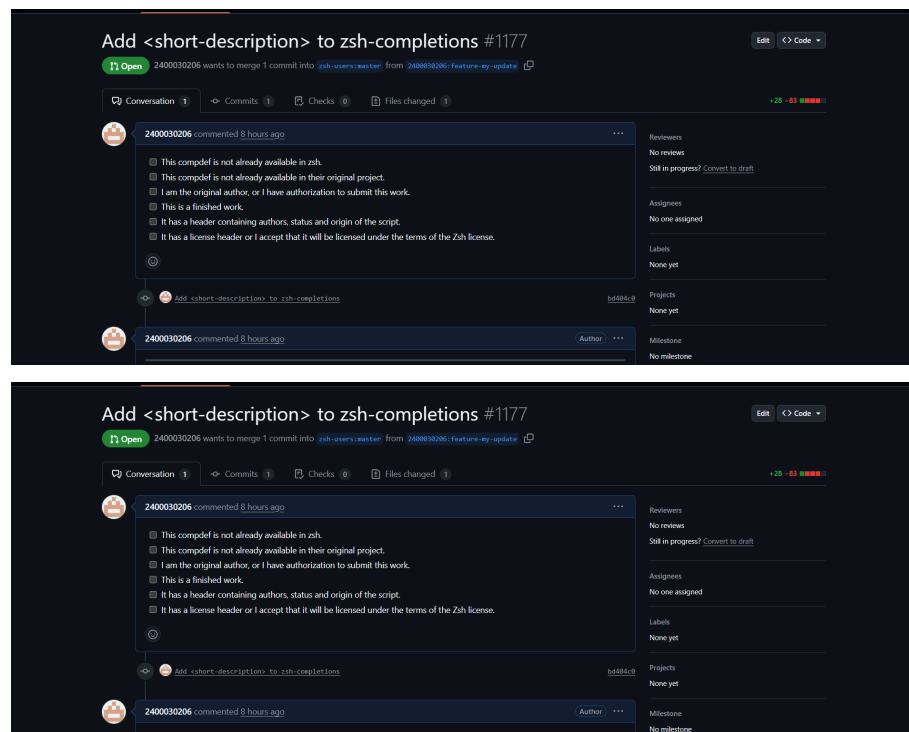 Add <short-description> to zsh-completions #1177
Edit <> Code
Open 2400030206 wants to merge 1 commit into zsh-users:master from 2400030206:feature-my-update
Conversation 1 Commits 1 Checks 0 Files changed 1 +28 −83
2400030206 commented 8 hours ago ...
This compdef is not already available in zsh.
This compdef is not already available in their original project.
I am the original author, or I have authorization to submit this work.
This is a finished work.
It has a header containing authors, status and origin of the script.
It has a license header or I accept that it will be licensed under the terms of the Zsh license.
Add <short-description> to zsh-completions bd404c0
2400030206 commented 8 hours ago Author ...
Reviewers
No reviews
Still in progress? Convert to draft
Assignees
No one assigned
Labels
None yet
Projects
None yet
Milestone
No milestone
Add <short-description> to zsh-completions #1177
Edit <> Code
Open 2400030206 wants to merge 1 commit into zsh-users:master from 2400030206:feature-my-update
Conversation 1 Commits 1 Checks 0 Files changed 1 +28 −83
2400030206 commented 8 hours ago ...
This compdef is not already available in zsh.
This compdef is not already available in their original project.
I am the original author, or I have authorization to submit this work.
This is a finished work.
It has a header containing authors, status and origin of the script.
It has a license header or I accept that it will be licensed under the terms of the Zsh license.
Add <short-description> to zsh-completions bd404c0
2400030206 commented 8 hours ago Author ...
Reviewers
No reviews
Still in progress? Convert to draft
Assignees
No one assigned
Labels
None yet
Projects
None yet
Milestone
No milestone